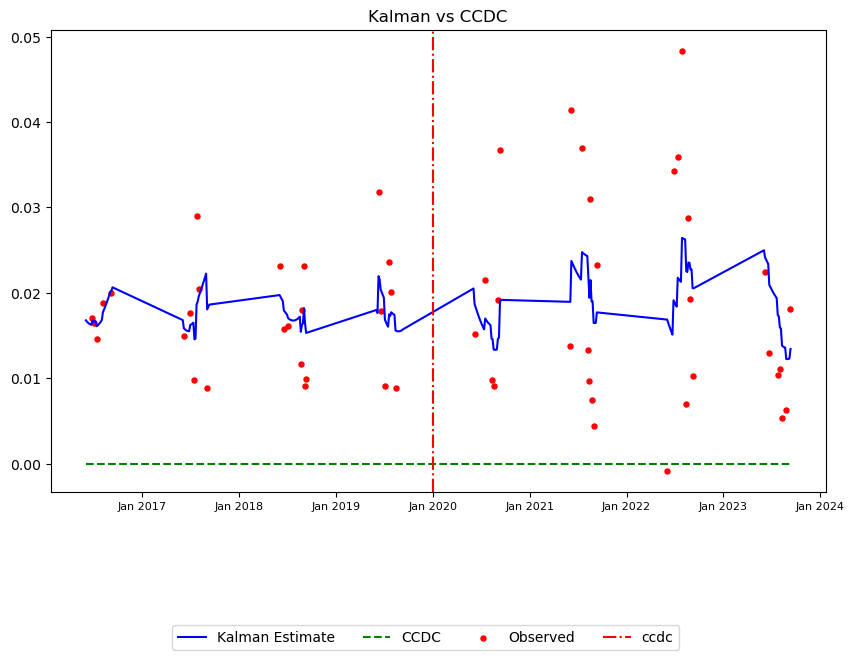 Kalman vs CCDC
0.05
0.04
0.03
0.02
0.01
0.00
Jan 2017 Jan 2018 Jan 2019 Jan 2020 Jan 2021 Jan 2022 Jan 2023 Jan 2024
Kalman Estimate CCDC Observed ccdc